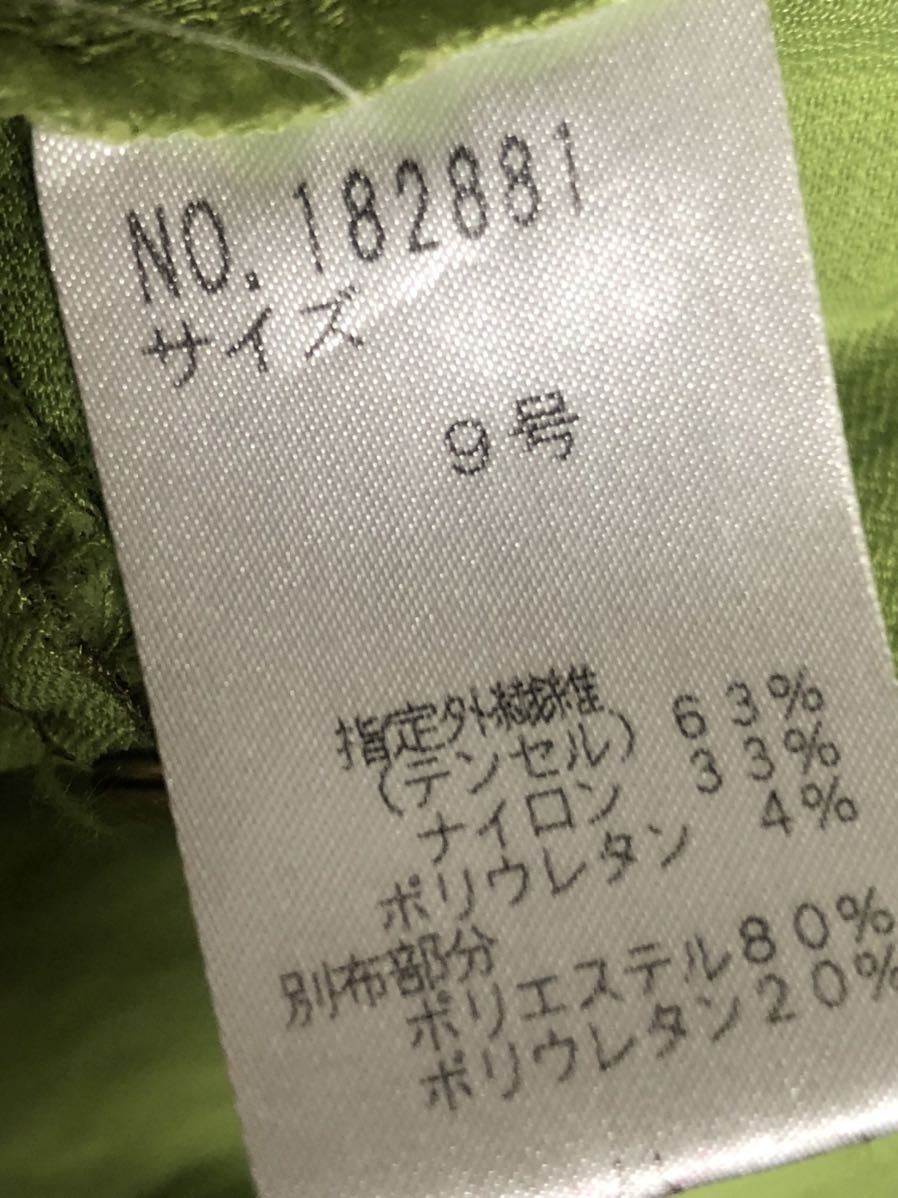 NO.182881
サイズ
9号
指定外繊維
(テンセル) 63%
ナイロン 33%
ポリウレタン 4%
別布部分
ポリエステル80%
ポリウレタン20%